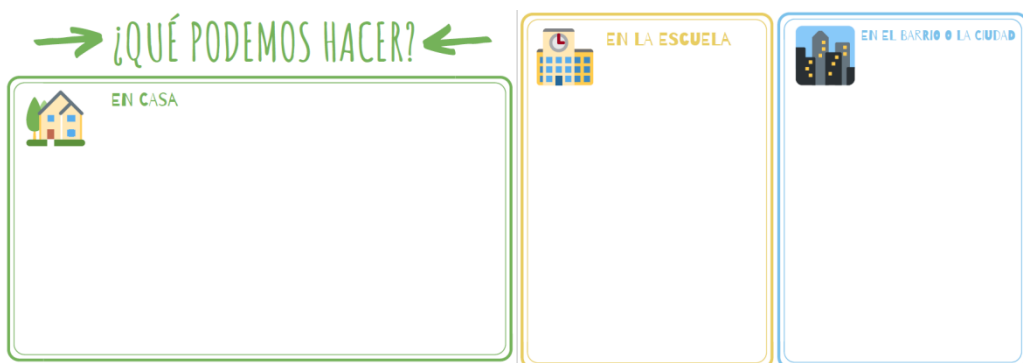 ¿QUÉ PODEMOS HACER?
EN CASA
EN LA ESCUELA
EN EL BARRIO O LA CIUDAD